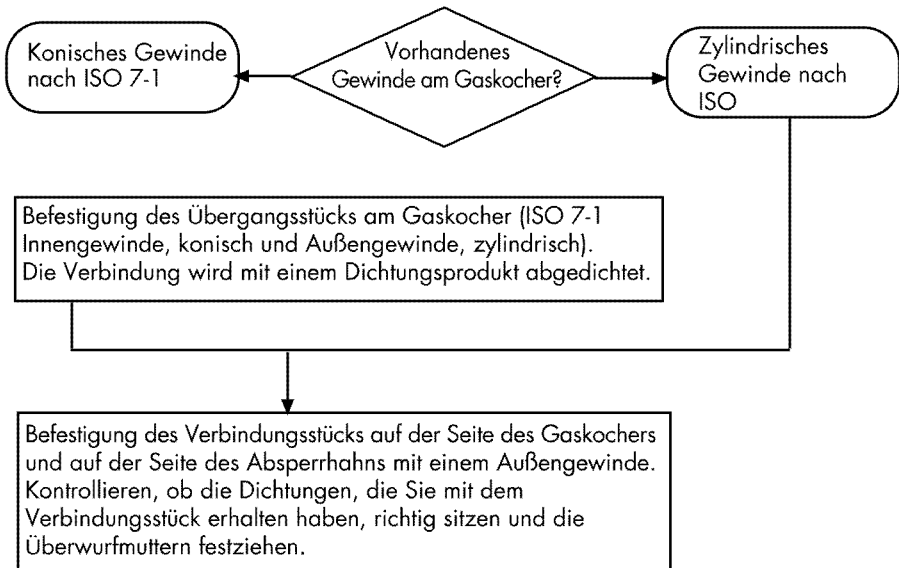 Konisches Gewinde
nach ISO 7-1
Vorhandenes
Gewinde am Gaskocher?
Zylindrisches
Gewinde nach
ISO
Befestigung des Übergangsstücks am Gaskocher (ISO 7-1
Innengewinde, konisch und Außengewinde, zylindrisch).
Die Verbindung wird mit einem Dichtungsprodukt abgedichtet.
Befestigung des Verbindungsstücks auf der Seite des Gaskochers
und auf der Seite des Absperrhahns mit einem Außengewinde.
Kontrollieren, ob die Dichtungen, die Sie mit dem
Verbindungsstück erhalten haben, richtig sitzen und die
Überwurfmuttern festziehen.